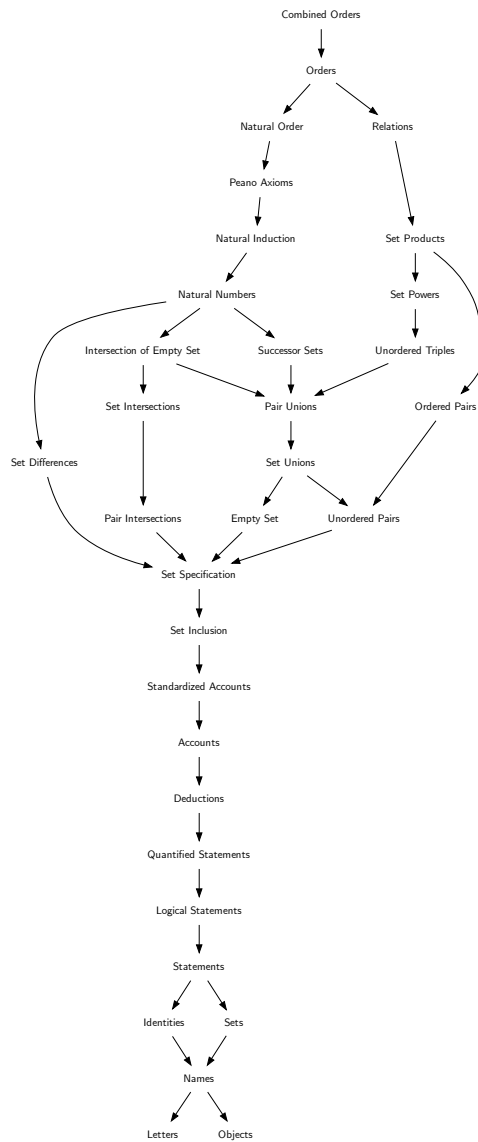 Combined Orders
Orders
Natural Order
Relations
Peano Axioms
Natural Induction
Set Products
Natural Numbers
Set Powers
Intersection of Empty Set
Successor Sets
Unordered Triples
Set Intersections
Pair Unions
Ordered Pairs
Set Differences
Set Unions
Pair Intersections
Empty Set
Unordered Pairs
Set Specification
Set Inclusion
Standardized Accounts
Accounts
Deductions
Quantified Statements
Logical Statements
Statements
Identities
Sets
Names
Letters
Objects